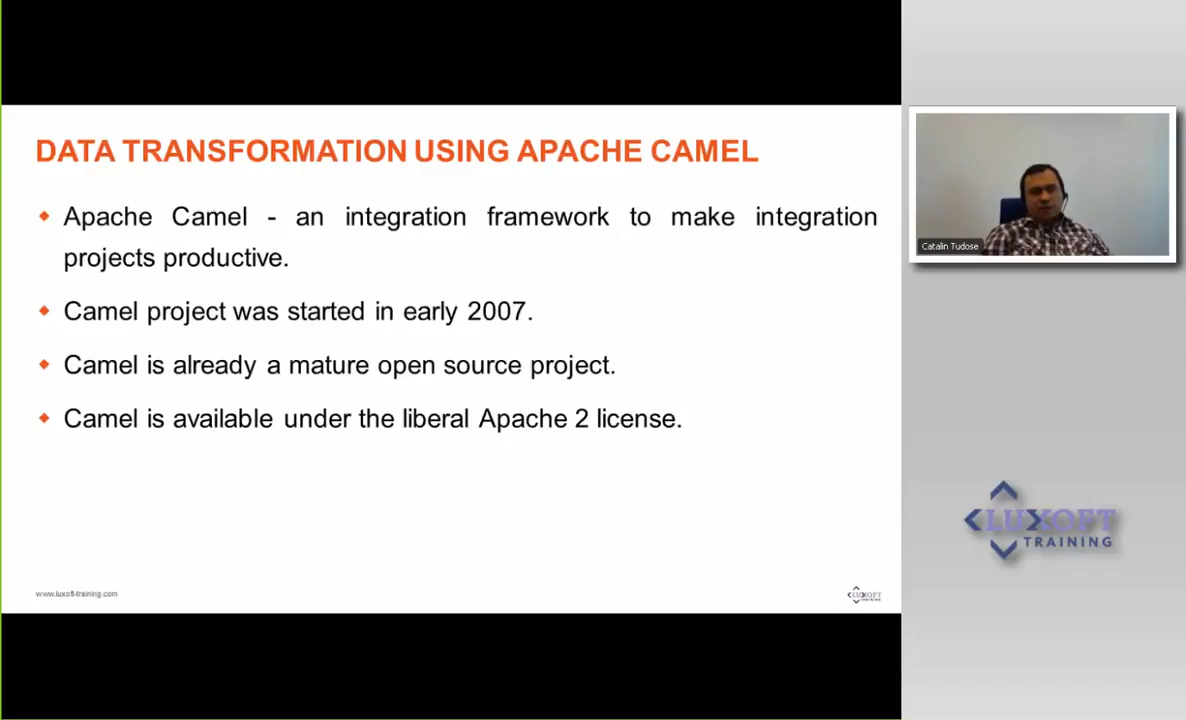 DATA TRANSFORMATION USING APACHE CAMEL
Apache Camel - an integration framework to make integration
projects productive.
Camel project was started in early 2007.
Camel is already a mature open source project.
Camel is available under the liberal Apache 2 license.
www.luxoft-training.com
LUXOFT
TRAINING
Catalin Tudose
LUXOFT
TRAINING